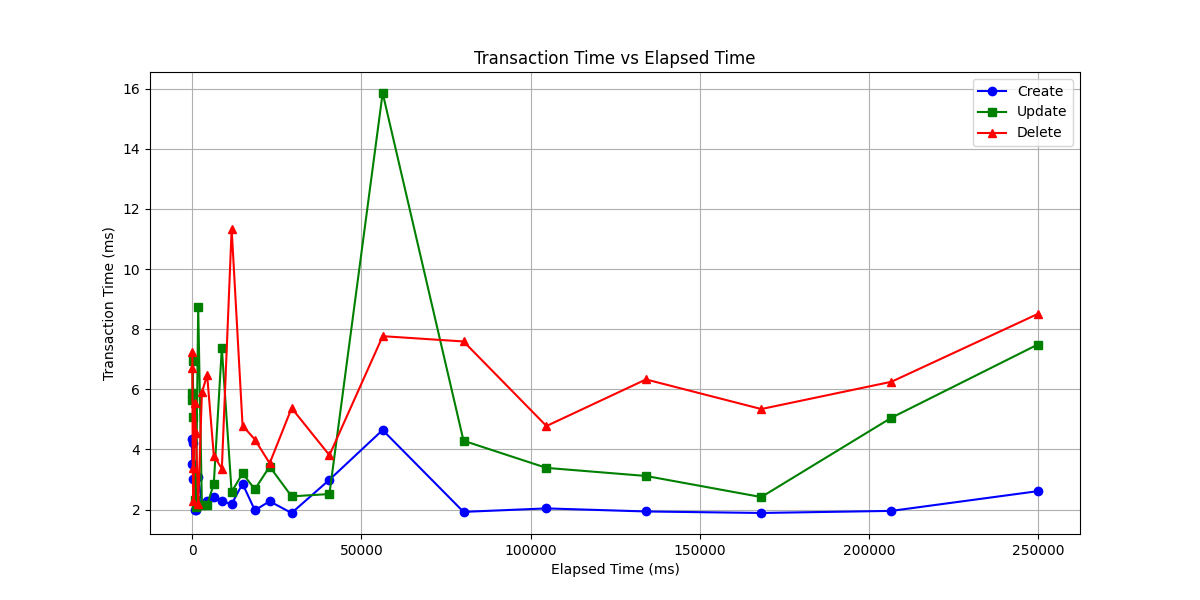 Transaction Time vs Elapsed Time
Create
Update
Delete
Transaction Time (ms)
16
14
12
10
8
6
4
2
0
50000
100000
150000
200000
250000
Elapsed Time (ms)